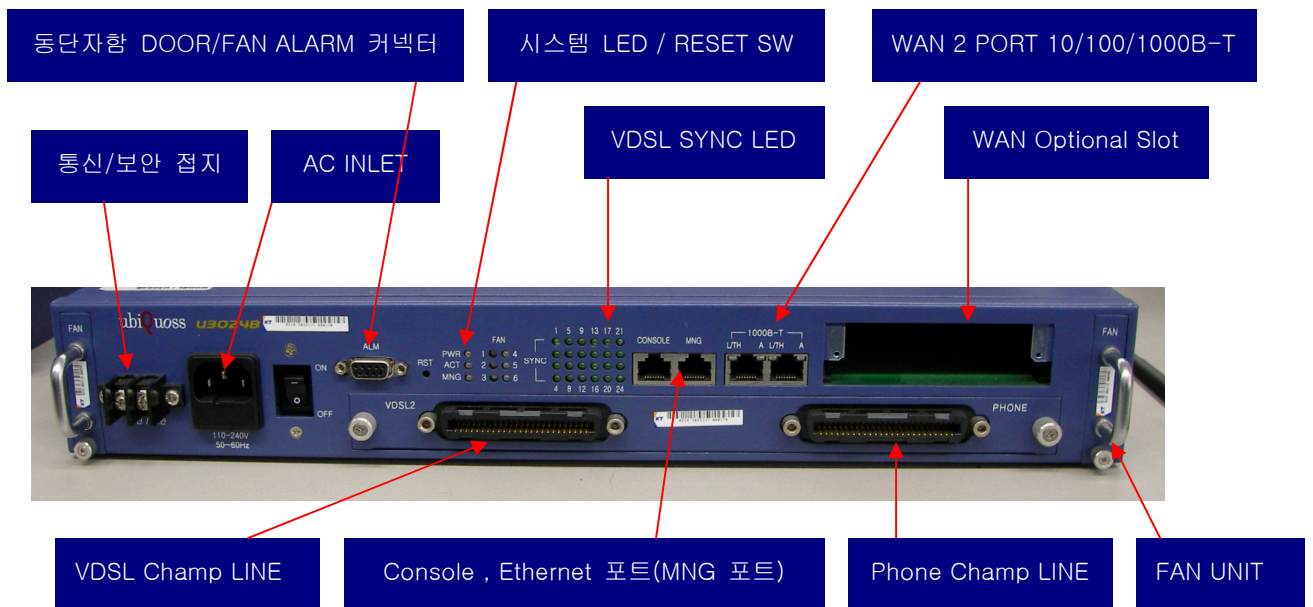 동단자함 DOOR/FAN ALARM 커넥터
시스템 LED / RESET SW
WAN 2 PORT 10/100/1000B-T
통신/보안 접지
AC INLET
VDSL SYNC LED
WAN Optional Slot
FAN
ubiQuoss U3024B
kt
ALM
RST
PWR
ACT
MNG
FAN
1 4
2 5
3 6
1 5 9 13 17 21
SYNC
4 8 12 16 20 24
CONSOLE MNG
1000B-T
L/TH A L/TH A
FAN
ON
OFF
110-240V
50~60Hz
VDSL2
kt
PHONE
kt
VDSL Champ LINE
Console , Ethernet 포트(MNG 포트)
Phone Champ LINE
FAN UNIT